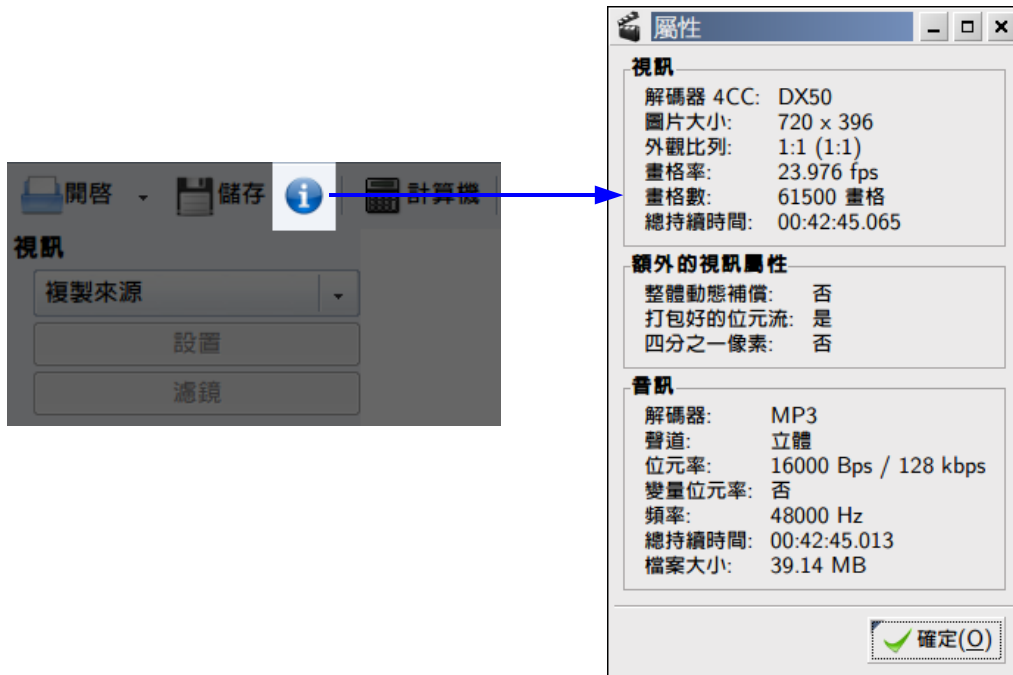 開啓
儲存
計算機
視訊
複製來源
設置
濾鏡
屬性
視訊
解碼器 4CC: DX50
圖片大小: 720 x 396
外觀比列: 1:1 (1:1)
畫格率: 23.976 fps
畫格數: 61500 畫格
總持續時間: 00:42:45.065
額外的視訊屬性
整體動態補償: 否
打包好的位元流: 是
四分之一像素: 否
音訊
解碼器: MP3
聲道: 立體
位元率: 16000 Bps / 128 kbps
變量位元率: 否
頻率: 48000 Hz
總持續時間: 00:42:45.013
檔案大小: 39.14 MB
確定(O)